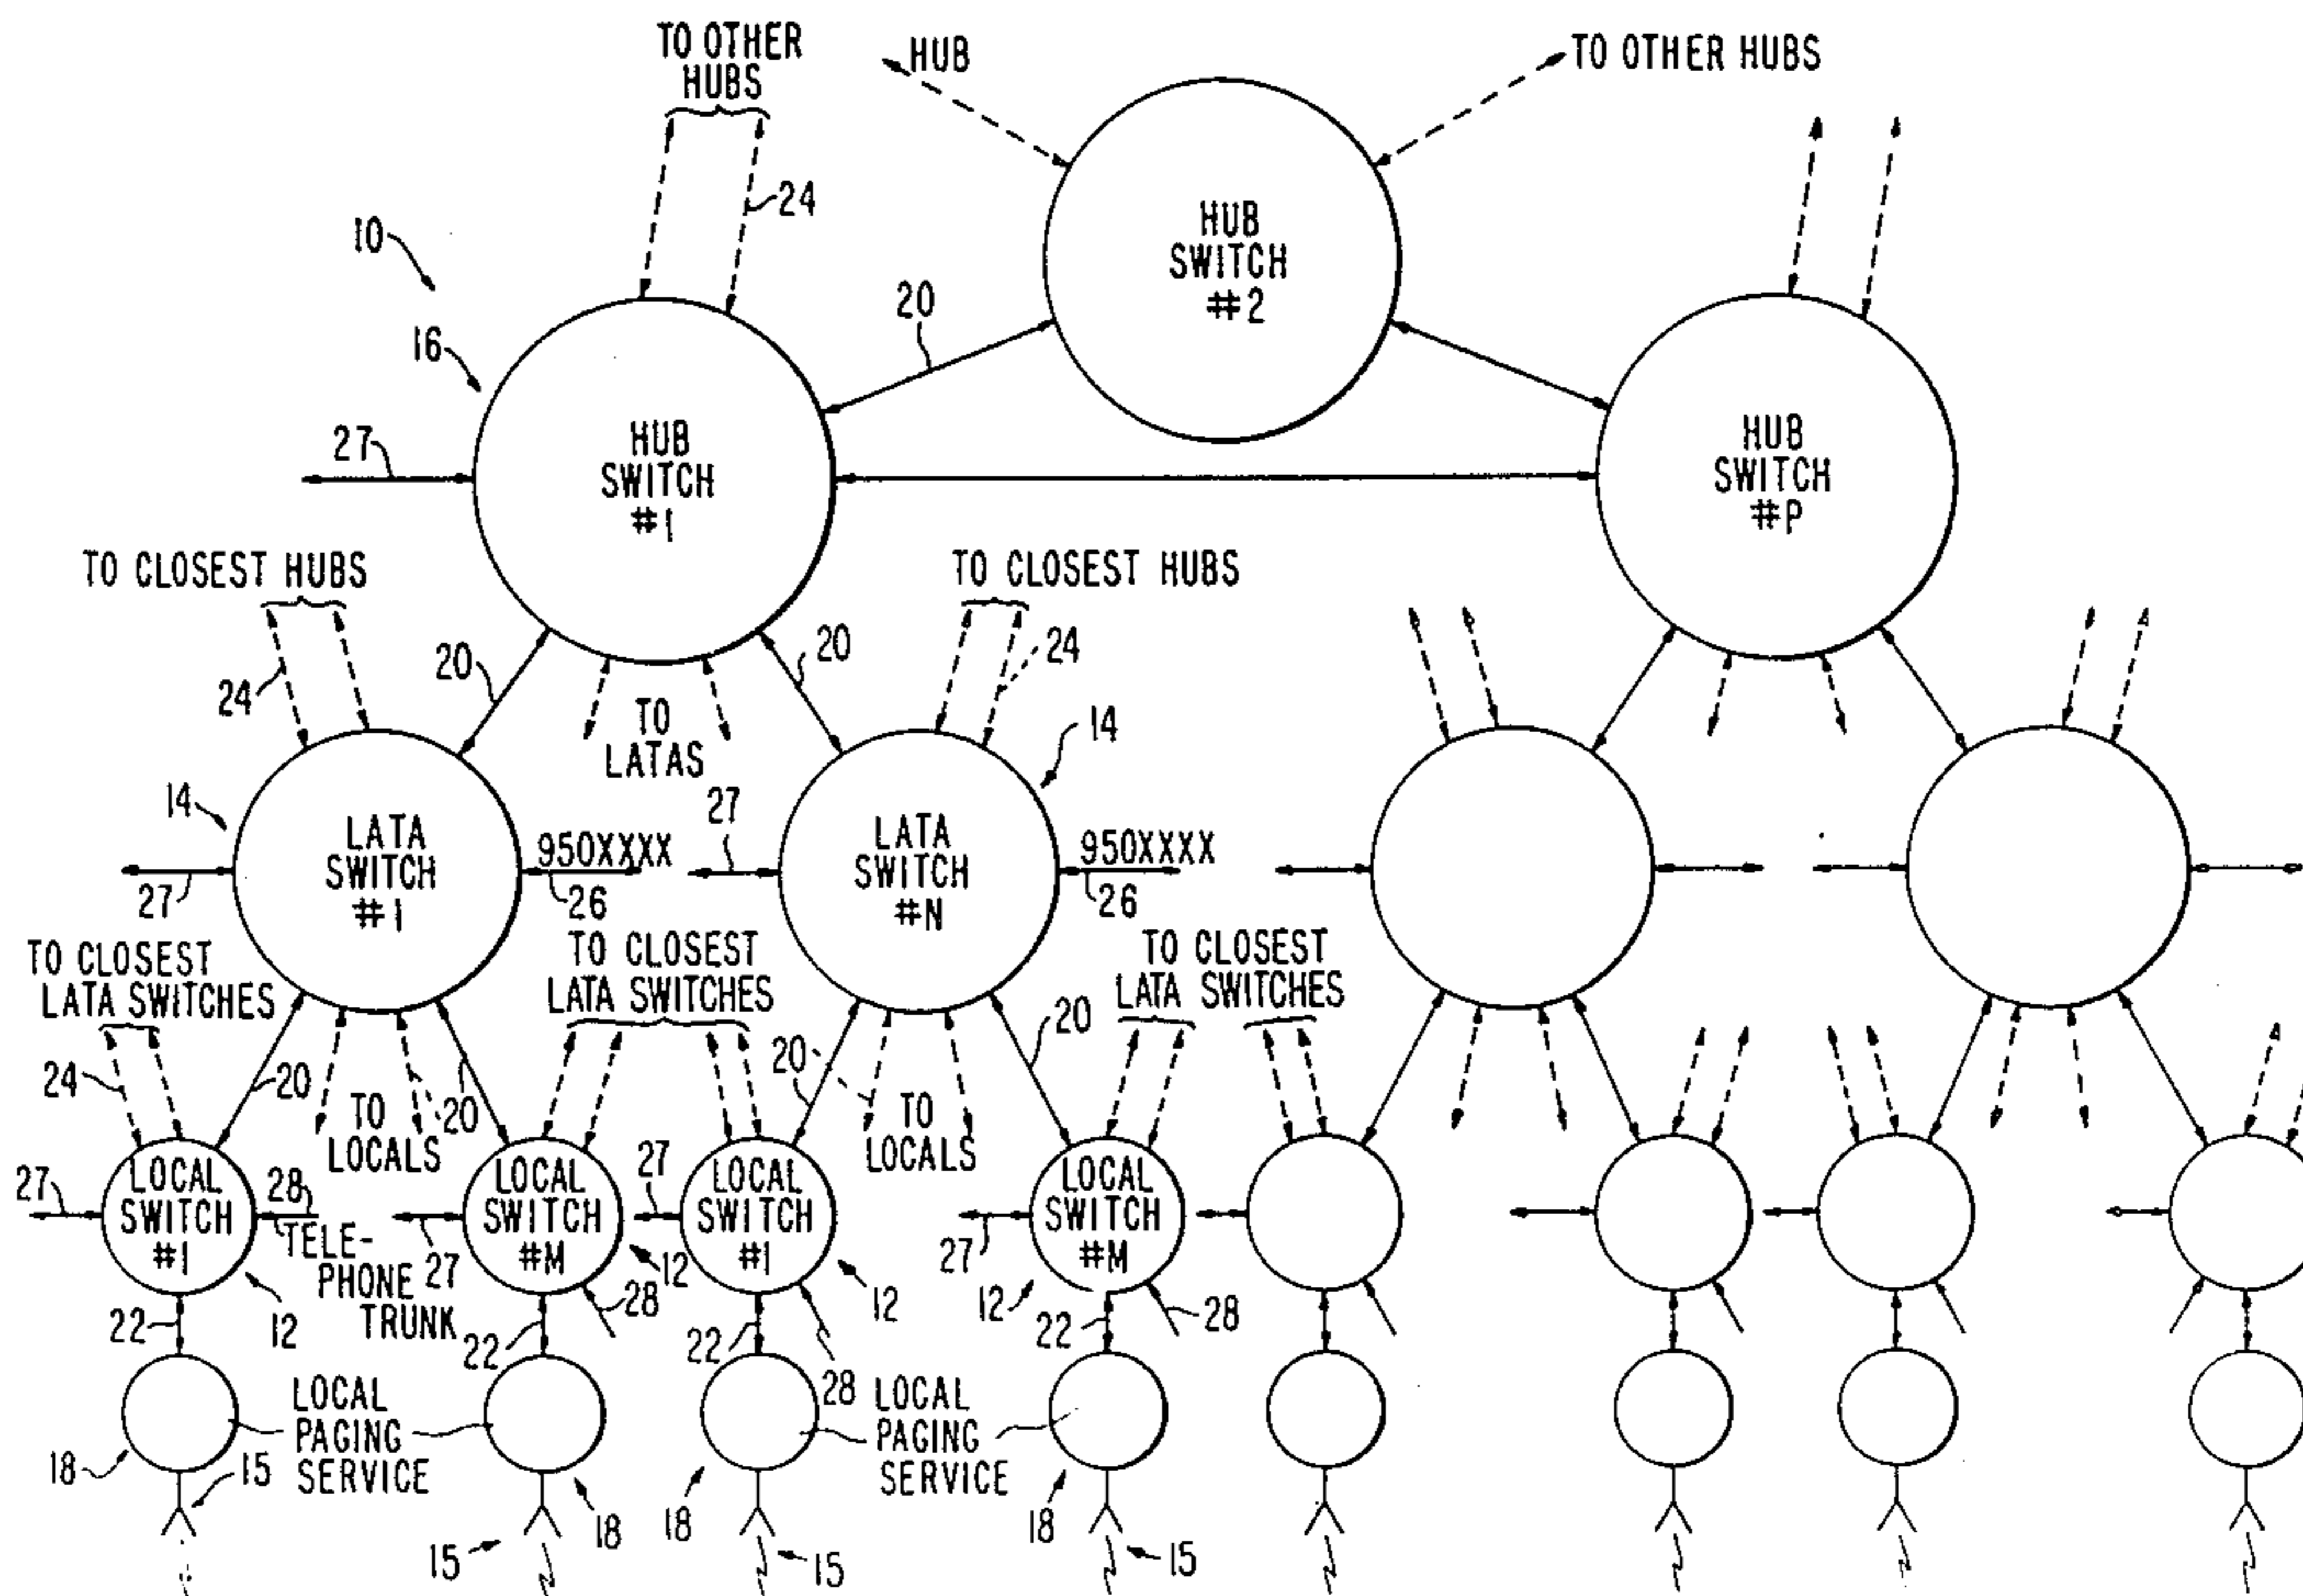 TO OTHER
HUBS
HUB
TO OTHER HUBS
24
10
HUB
SWITCH
#2
20
16
27
HUB
SWITCH
#1
HUB
SWITCH
#P
TO CLOSEST HUBS
TO CLOSEST HUBS
24
20
20
24
TO
LATAS
14
14
LATA
SWITCH
#1
27
950XXXX
26
27
LATA
SWITCH
#N
950XXXX
26
TO CLOSEST
LATA SWITCHES
TO CLOSEST
LATA SWITCHES
TO CLOSEST
LATA SWITCHES
24
20
20
20
20
TO
LOCALS
TO
LOCALS
27
LOCAL
SWITCH
#1
28
TELE-
PHONE
TRUNK
27
LOCAL
SWITCH
#M
12
27
LOCAL
SWITCH
#1
12
27
LOCAL
SWITCH
#M
12
22
12
22
28
22
28
22
28
LOCAL
PAGING
SERVICE
LOCAL
PAGING
SERVICE
18
15
15
18
18
15
18
15